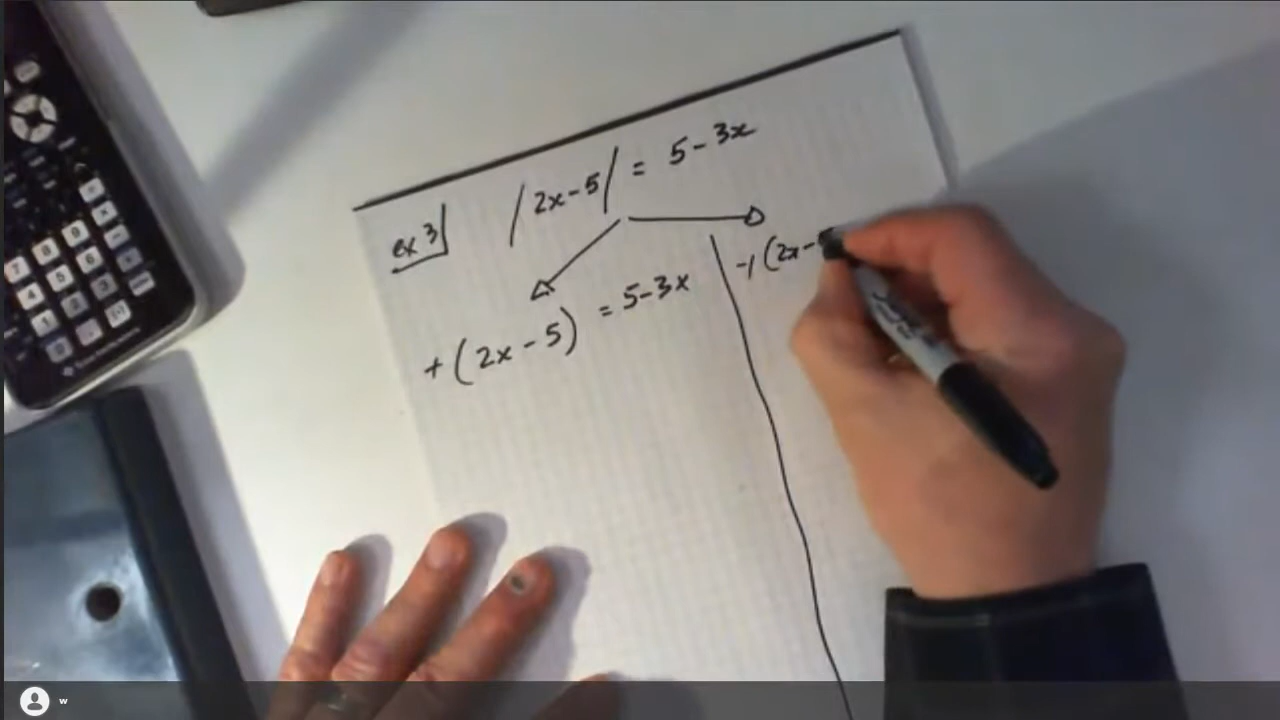 ex 3 |2x-5| = 5-3x
+(2x-5) = 5-3x
-1(2x-
w